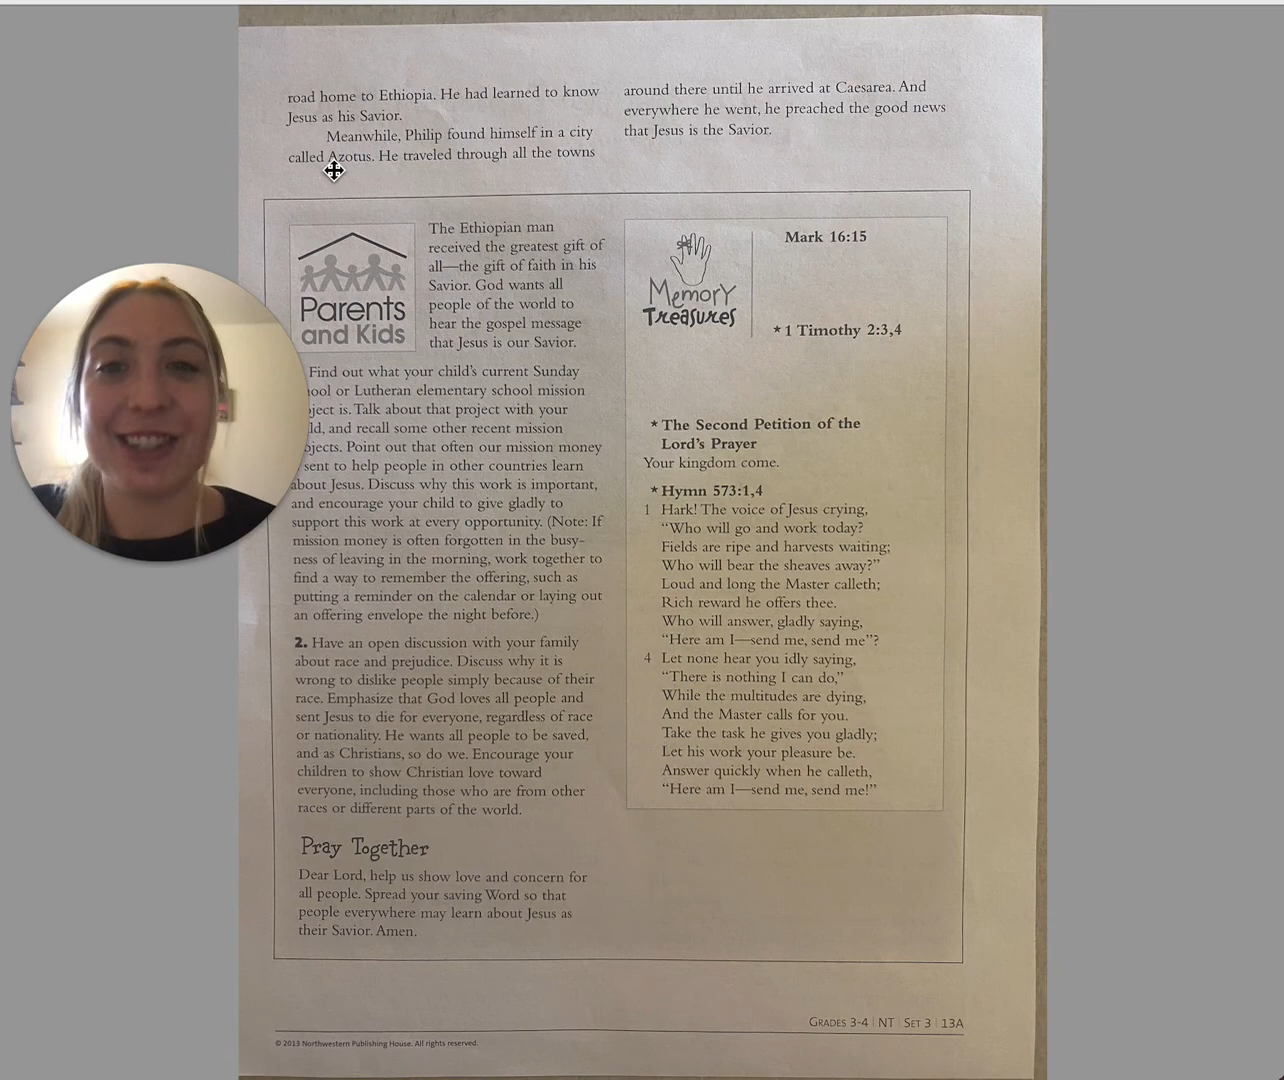 road home to Ethiopia. He had learned to know
Jesus as his Savior.
Meanwhile, Philip found himself in a city
called Azotus. He traveled through all the towns
around there until he arrived at Caesarea. And
everywhere he went, he preached the good news
that Jesus is the Savior.
Parents
and Kids
The Ethiopian man
received the greatest gift of
all—the gift of faith in his
Savior. God wants all
people of the world to
hear the gospel message
that Jesus is our Savior.
Find out what your child's current Sunday
ool or Lutheran elementary school mission
ject is. Talk about that project with your
ld, and recall some other recent mission
ojects. Point out that often our mission money
sent to help people in other countries learn
about Jesus. Discuss why this work is important,
and encourage your child to give gladly to
support this work at every opportunity. (Note: If
mission money is often forgotten in the busy-
ness of leaving in the morning, work together to
find a way to remember the offering, such as
putting a reminder on the calendar or laying out
an offering envelope the night before.)
2. Have an open discussion with your family
about race and prejudice. Discuss why it is
wrong to dislike people simply because of their
race. Emphasize that God loves all people and
sent Jesus to die for everyone, regardless of race
or nationality. He wants all people to be saved,
and as Christians, so do we. Encourage your
children to show Christian love toward
everyone, including those who are from other
races or different parts of the world.
Pray Together
Dear Lord, help us show love and concern for
all people. Spread your saving Word so that
people everywhere may learn about Jesus as
their Savior. Amen.
Memory
Treasures
Mark 16:15
*1 Timothy 2:3,4
*The Second Petition of the
Lord's Prayer
Your kingdom come.
*Hymn 573:1,4
1 Hark! The voice of Jesus crying,
"Who will go and work today?
Fields are ripe and harvests waiting;
Who will bear the sheaves away?"
Loud and long the Master calleth;
Rich reward he offers thee.
Who will answer, gladly saying,
"Here am I—send me, send me"?
4 Let none hear you idly saying,
"There is nothing I can do,"
While the multitudes are dying,
And the Master calls for you.
Take the task he gives you gladly;
Let his work your pleasure be.
Answer quickly when he calleth,
"Here am I—send me, send me!"
Grades 3-4 | NT | Set 3 | 13A
© 2013 Northwestern Publishing House. All rights reserved.